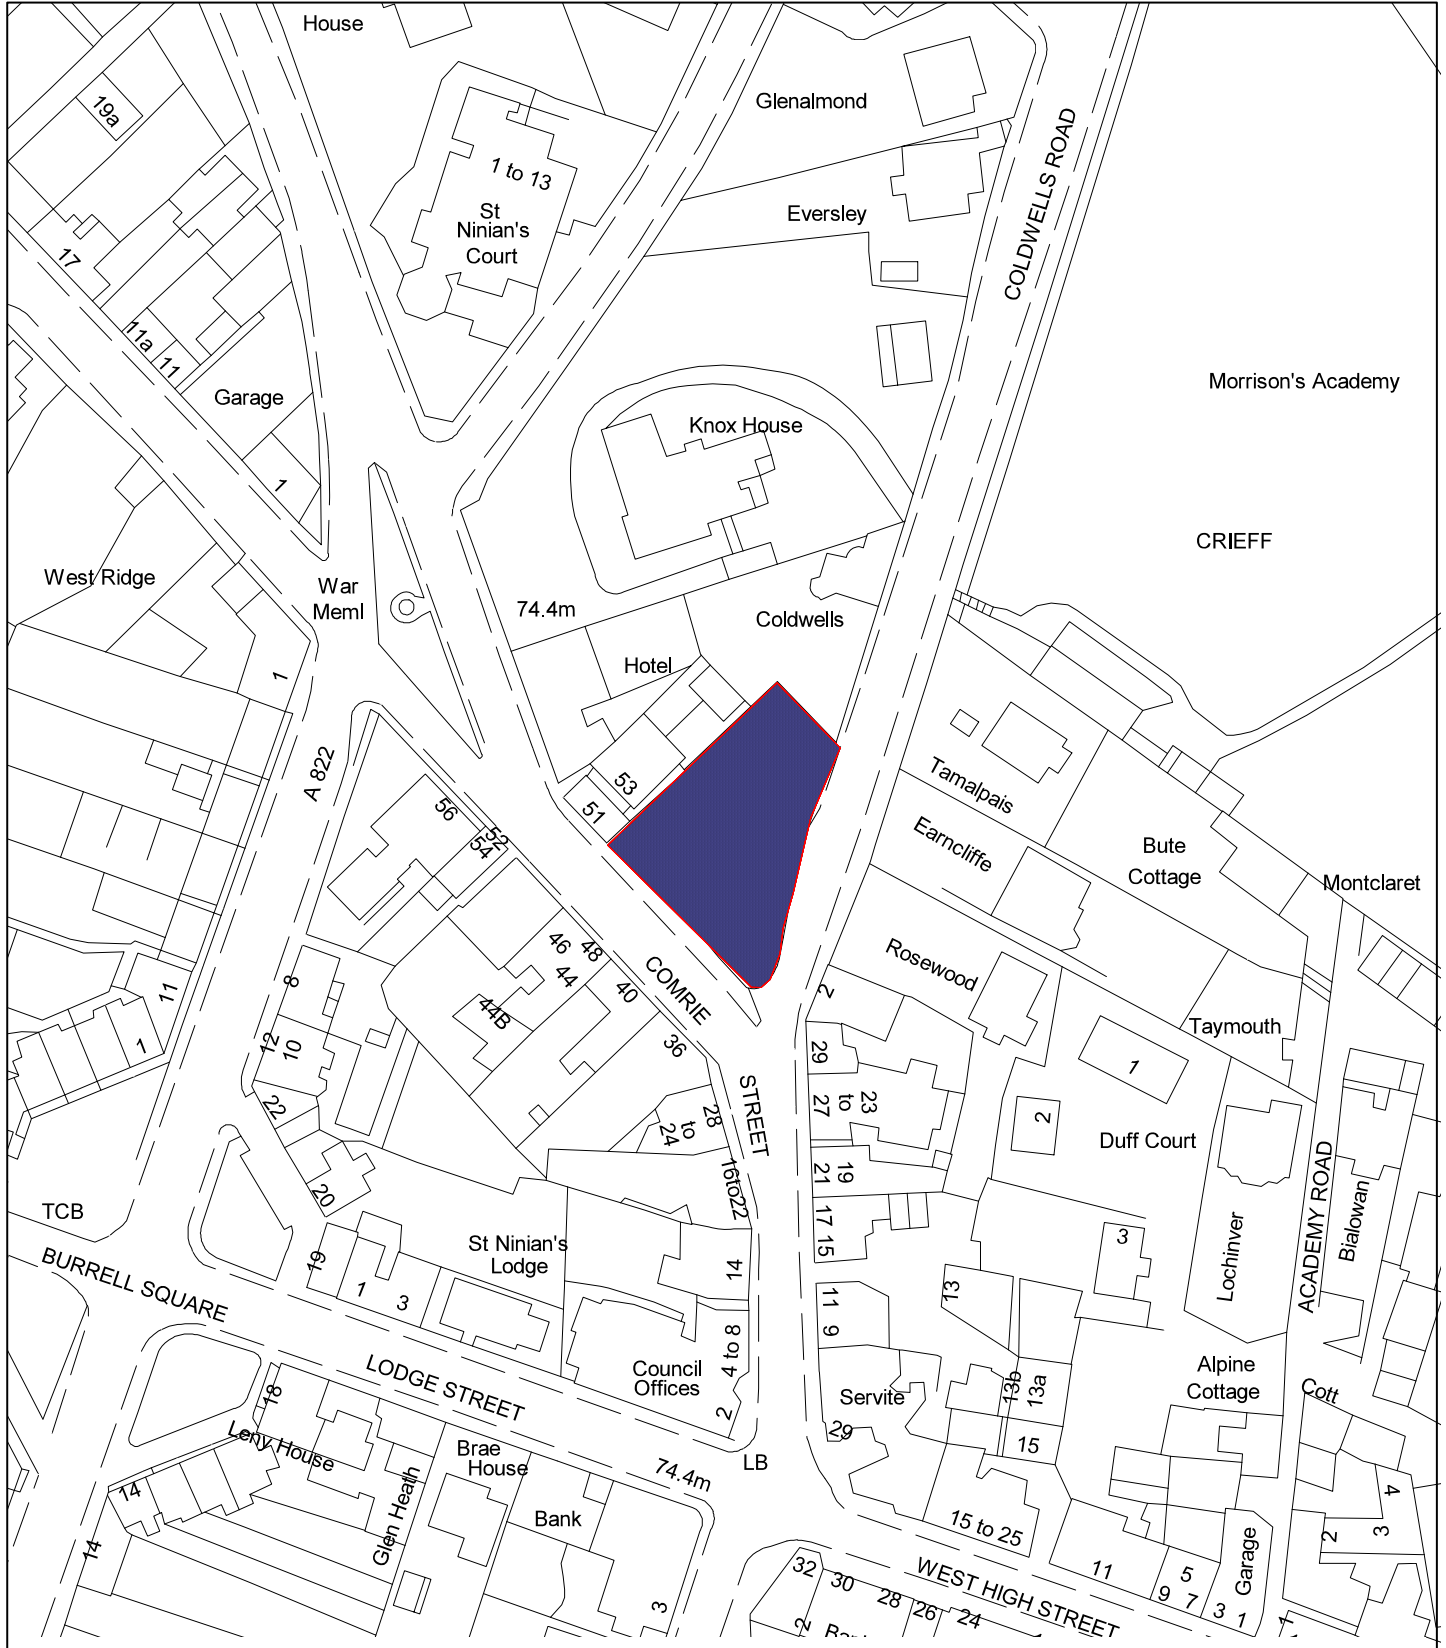 House
19a
Glenalmond
COLDWELLS ROAD
1 to 13
St
Ninian's
Court
Eversley
17
11a
11
Garage
Morrison's Academy
Knox House
1
CRIEFF
West Ridge
War
Meml
74.4m
Coldwells
Hotel
1
A 822
53
51
Tamalpais
Earncliffe
Bute
Cottage
Montclaret
56
52
54
46
48
44
40
44B
36
COMRIE
STREET
Rosewood
Taymouth
8
11
1
12
10
22
20
2
29
27
to
23
1
2
Duff Court
28
to
24
16to22
21
19
17
15
ACADEMY ROAD
Bialowan
Lochinver
TCB
BURRELL SQUARE
19
1
3
St Ninian's
Lodge
14
3
13
11
9
4 to 8
Council
Offices
2
LODGE STREET
Servite
29
13b
13a
15
Alpine
Cottage
Cott
18
Leny House
Brae
House
74.4m
LB
Glen Heath
Bank
14
14
3
15 to 25
Garage
4
3
2
WEST HIGH STREET
11
5
9
7
3
1
1
32
30
28
26
24
2